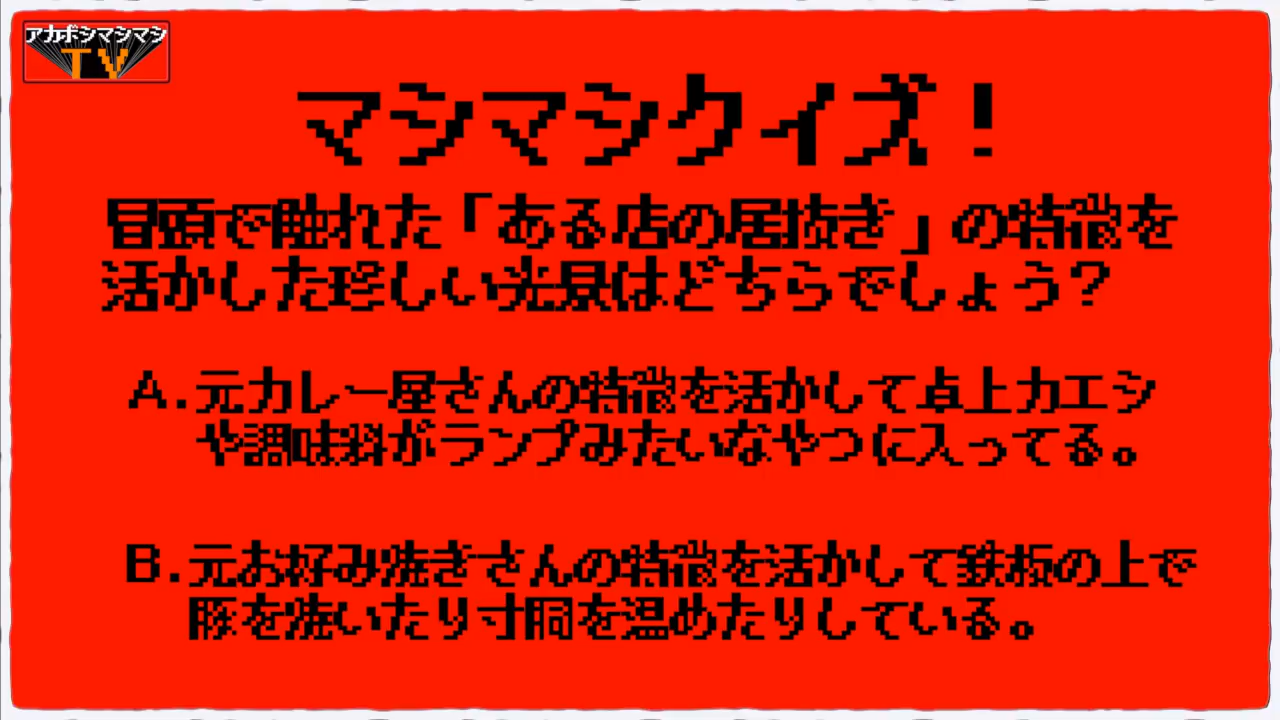 アカボシマシマシ
TV
マシマシクイズ！
冒頭で触れた「ある店の居抜き」の特徴を
活かした珍しい光景はどちらでしょう？
A.元カレー屋さんの特徴を活かして卓上カエシ
や調味料がランプみたいなやつに入ってる。
B.元お好み焼きさんの特徴を活かして鉄板の上で
豚を焼いたり寸胴を温めたりしている。